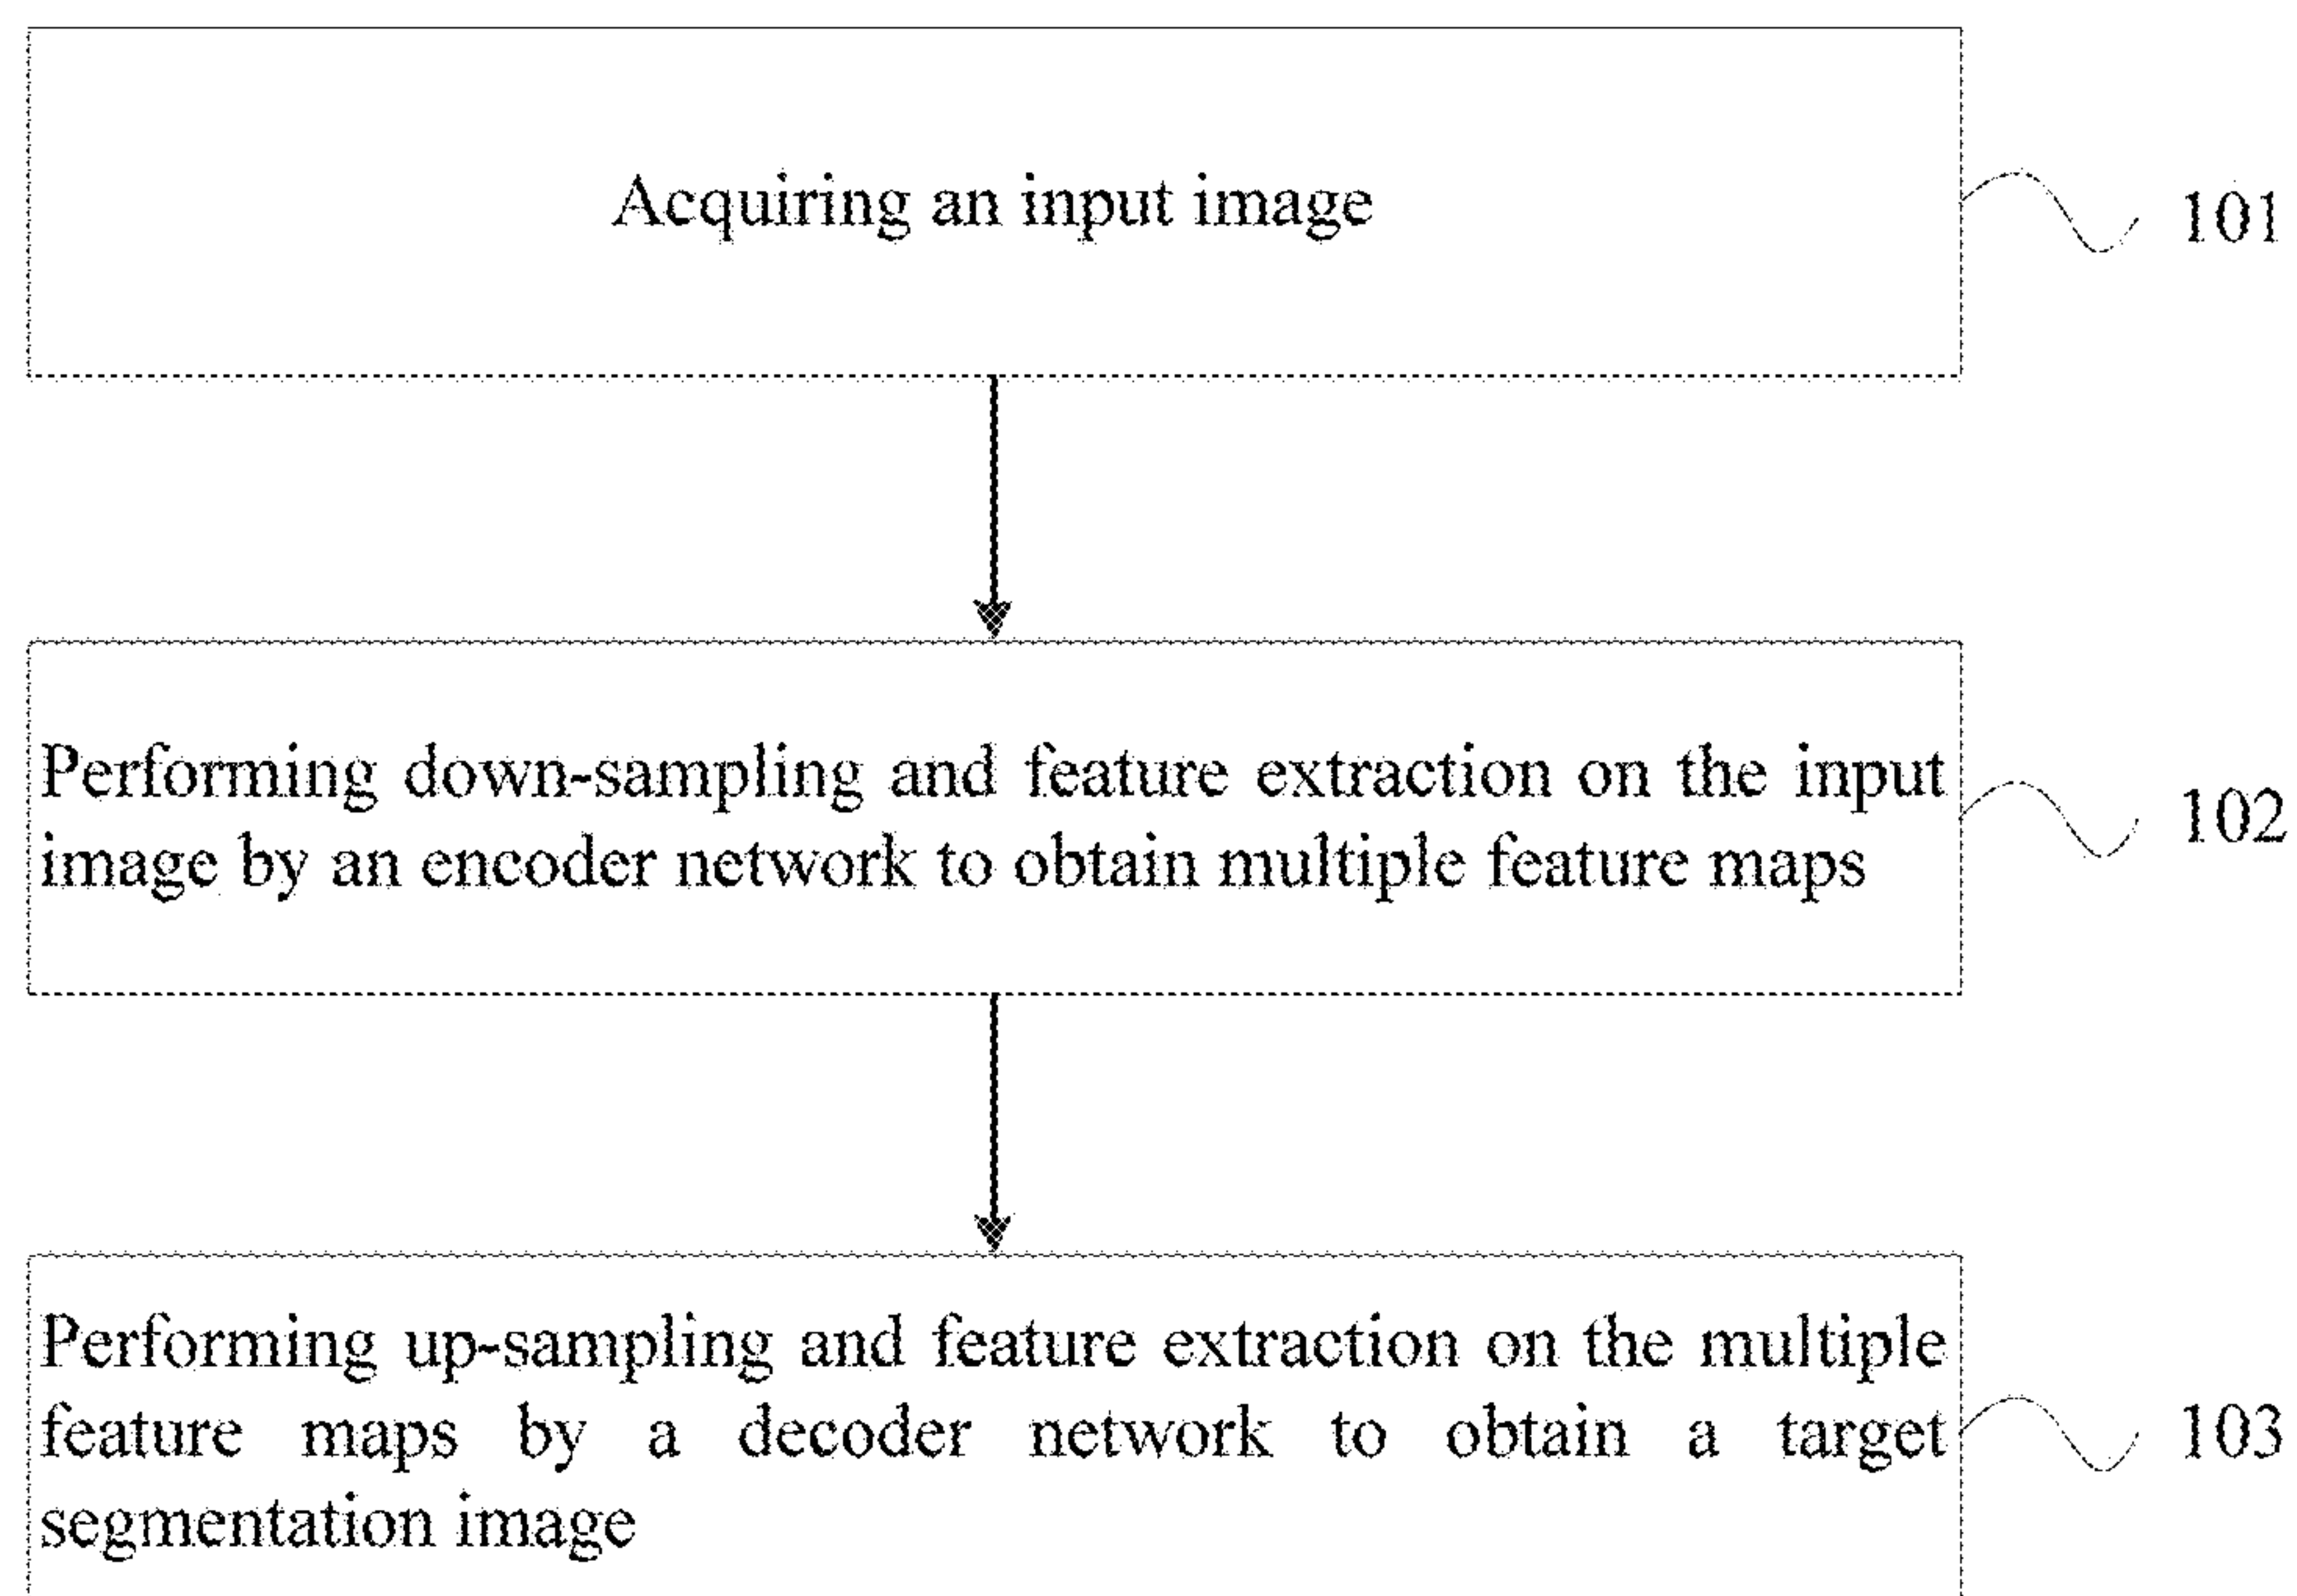 Acquiring an input image
101
Performing down-sampling and feature extraction on the input
image by an encoder network to obtain multiple feature maps
102
Performing up-sampling and feature extraction on the multiple
feature maps by a decoder network to obtain a target
segmentation image
103